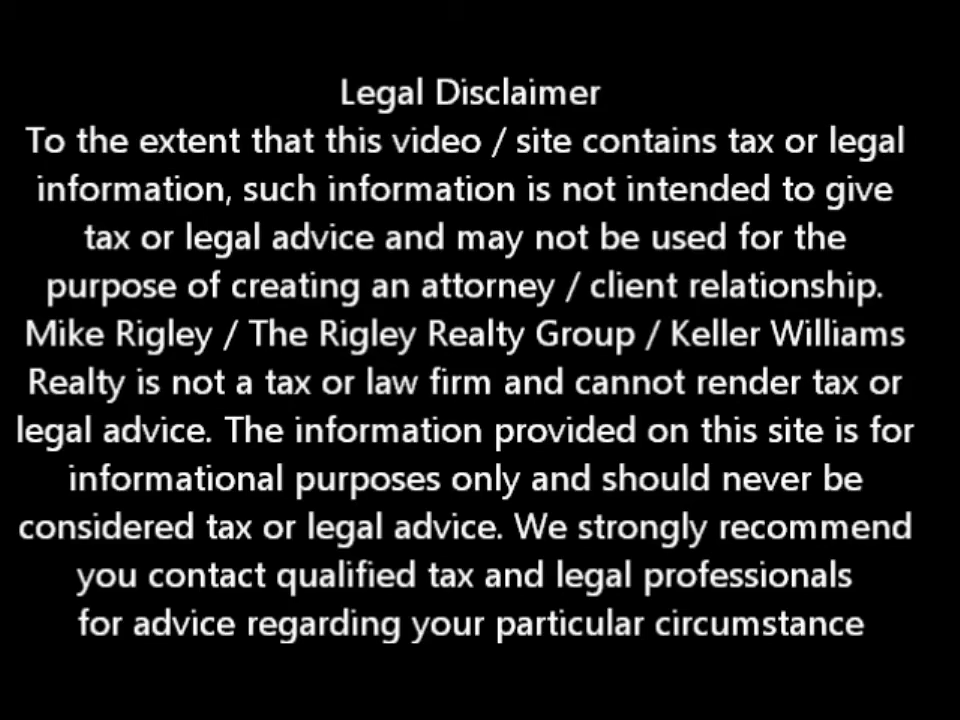 Legal Disclaimer
To the extent that this video / site contains tax or legal
information, such information is not intended to give
tax or legal advice and may not be used for the
purpose of creating an attorney / client relationship.
Mike Rigley / The Rigley Realty Group / Keller Williams
Realty is not a tax or law firm and cannot render tax or
legal advice. The information provided on this site is for
informational purposes only and should never be
considered tax or legal advice. We strongly recommend
you contact qualified tax and legal professionals
for advice regarding your particular circumstance